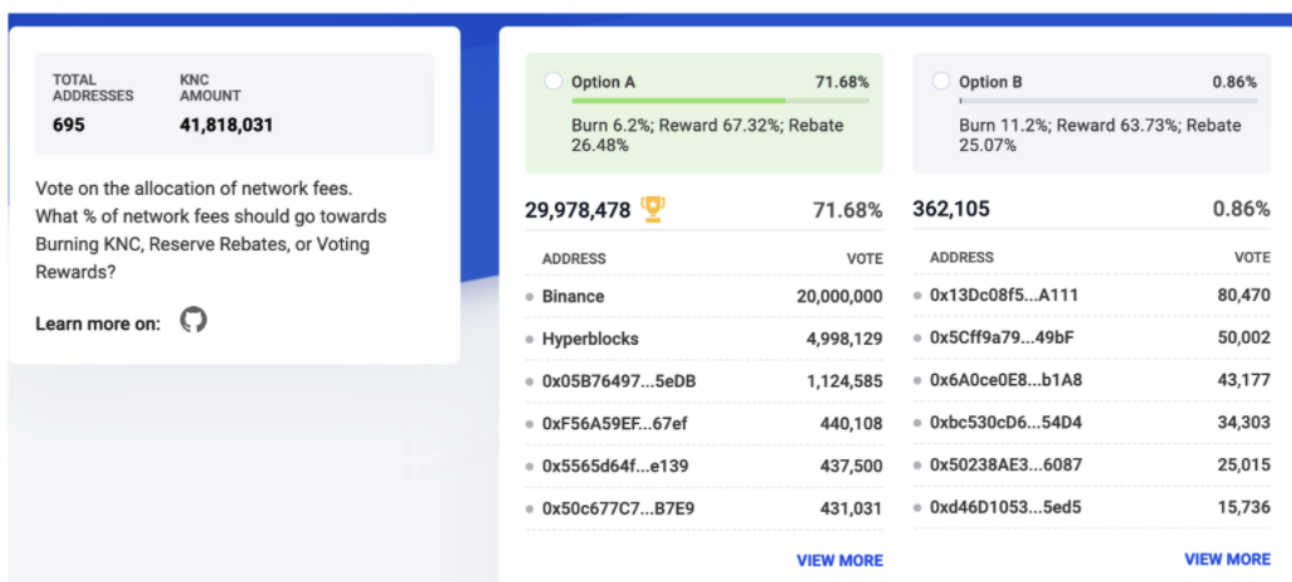 TOTAL ADDRESSES
695
KNC AMOUNT
41,818,031
Vote on the allocation of network fees.
What % of network fees should go towards
Burning KNC, Reserve Rebates, or Voting
Rewards?
Learn more on:
Option A 71.68%
Burn 6.2%; Reward 67.32%; Rebate
26.48%
29,978,478 71.68%
ADDRESS VOTE
Binance 20,000,000
Hyperblocks 4,998,129
0x05B76497...5eDB 1,124,585
0xF56A59EF...67ef 440,108
0x5565d64f...e139 437,500
0x50c677C7...B7E9 431,031
VIEW MORE
Option B 0.86%
Burn 11.2%; Reward 63.73%; Rebate
25.07%
362,105 0.86%
ADDRESS VOTE
0x13Dc08f5...A111 80,470
0x5Cff9a79...49bF 50,002
0x6A0ce0E8...b1A8 43,177
0xbc530cD6...54D4 34,303
0x50238AE3...6087 25,015
0xd46D1053...5ed5 15,736
VIEW MORE